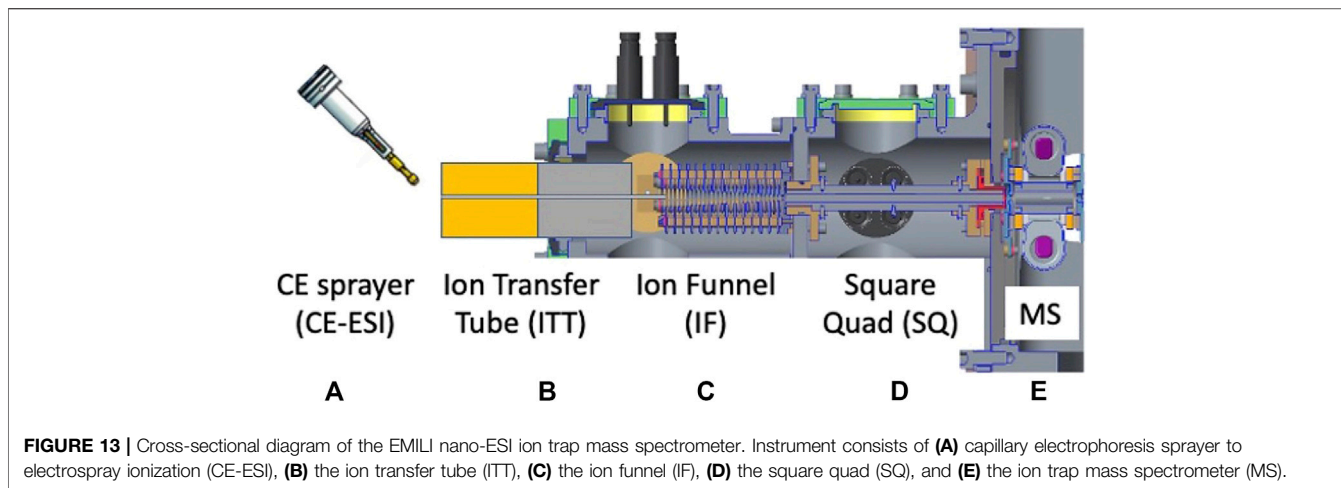 CE sprayer
(CE-ESI)
Ion Transfer
Tube (ITT)
Ion Funnel
(IF)
Square
Quad (SQ)
MS
A
B
C
D
E
FIGURE 13 | Cross-sectional diagram of the EMILI nano-ESI ion trap mass spectrometer. Instrument consists of (A) capillary electrophoresis sprayer to
electrospray ionization (CE-ESI), (B) the ion transfer tube (ITT), (C) the ion funnel (IF), (D) the square quad (SQ), and (E) the ion trap mass spectrometer (MS).